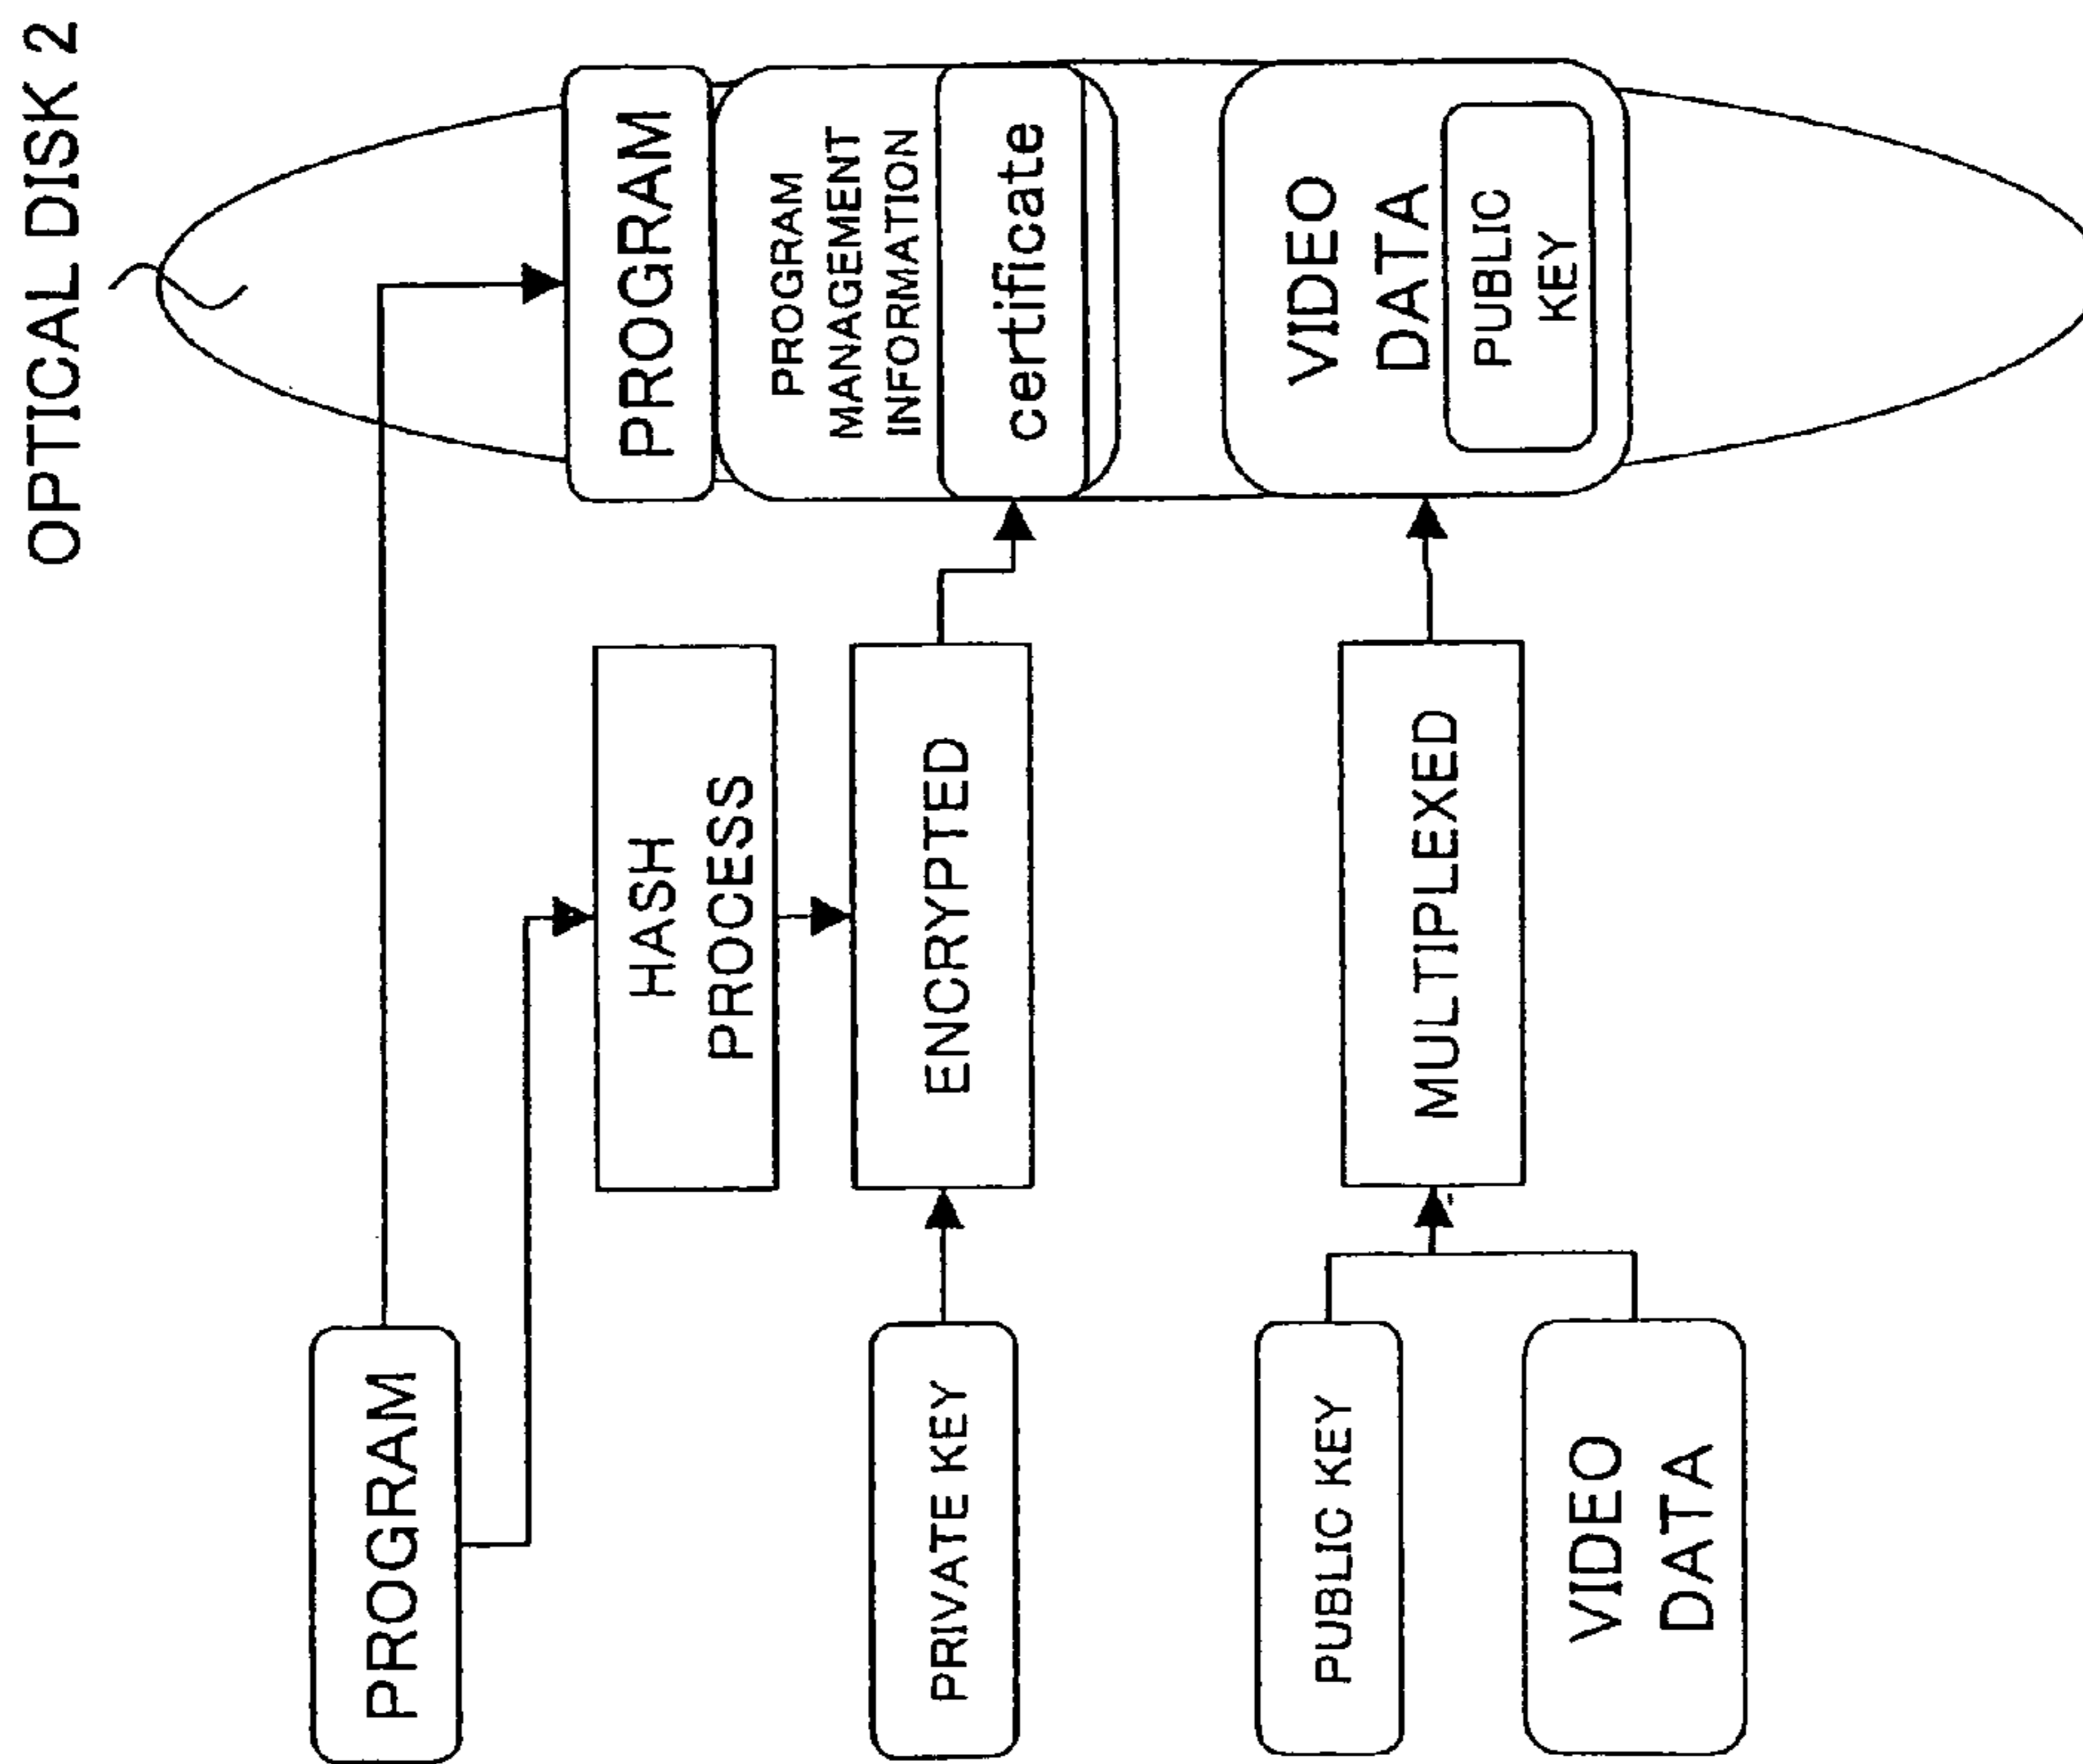 OPTICAL DISK 2
PROGRAM
PROGRAM
MANAGEMENT
INFORMATION
certificate
VIDEO
DATA
PUBLIC
KEY
HASH
PROCESS
ENCRYPTED
MULTIPLEXED
PROGRAM
PRIVATE KEY
PUBLIC KEY
VIDEO
DATA